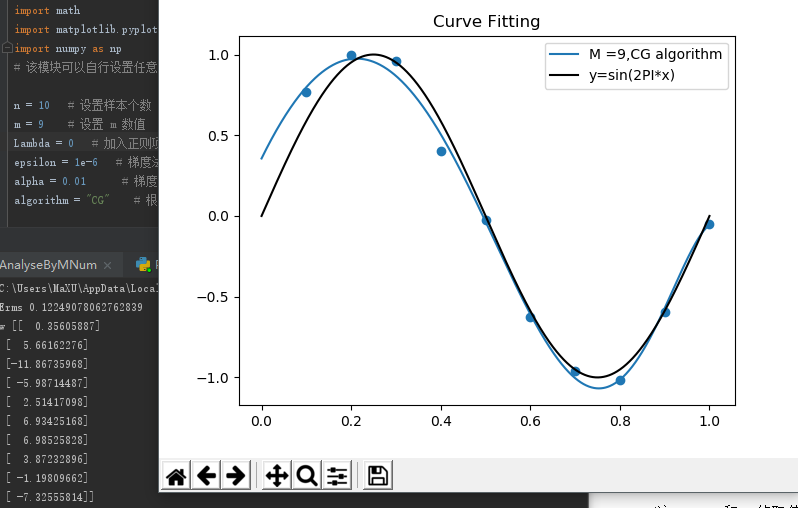 import math
import matplotlib.pyplot
import numpy as np
# 该模块可以自行设置任意
n = 10 # 设置样本个数
m = 9 # 设置 m 数值
Lambda = 0 # 加入正则项
epsilon = 1e-6 # 梯度法
alpha = 0.01 # 梯度
algorithm = "CG" # 根
AnalyseByMNum ×
C:\Users\MaXU\AppData\Local
Erms 0.12249078062762839
w [[ 0.35605887]
[ 5.66162276]
[-11.86735968]
[ -5.98714487]
[ 2.51417098]
[ 6.93425168]
[ 6.98525828]
[ 3.87232896]
[ -1.19809662]
[ -7.32555814]]
Curve Fitting
M =9,CG algorithm
y=sin(2PI*x)
1.0
0.5
0.0
−0.5
−1.0
0.0 0.2 0.4 0.6 0.8 1.0